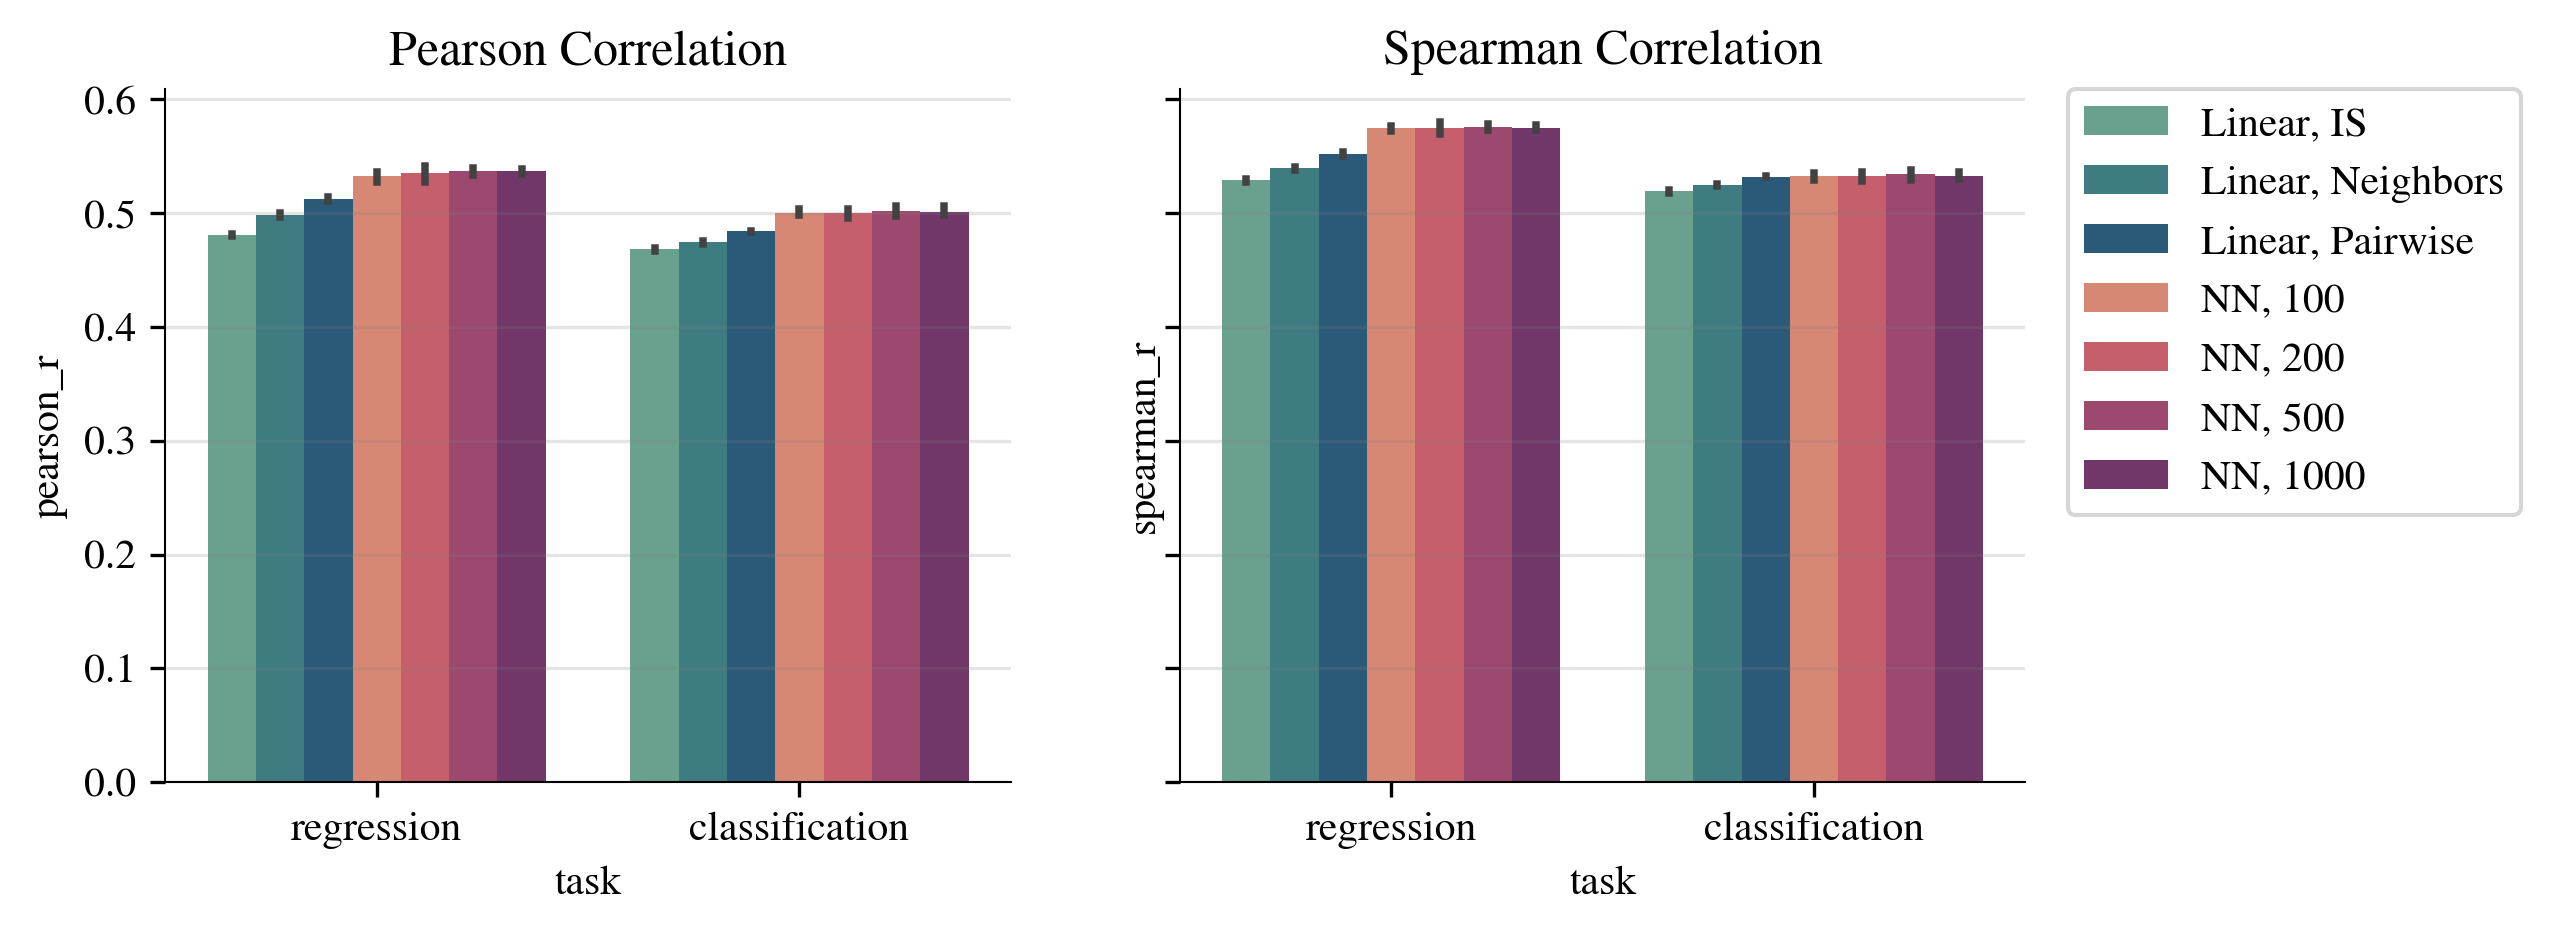 Pearson Correlation
pearson_r
0.6
0.5
0.4
0.3
0.2
0.1
0.0
regression
classification
task
Spearman Correlation
spearman_r
regression
classification
task
Linear, IS
Linear, Neighbors
Linear, Pairwise
NN, 100
NN, 200
NN, 500
NN, 1000